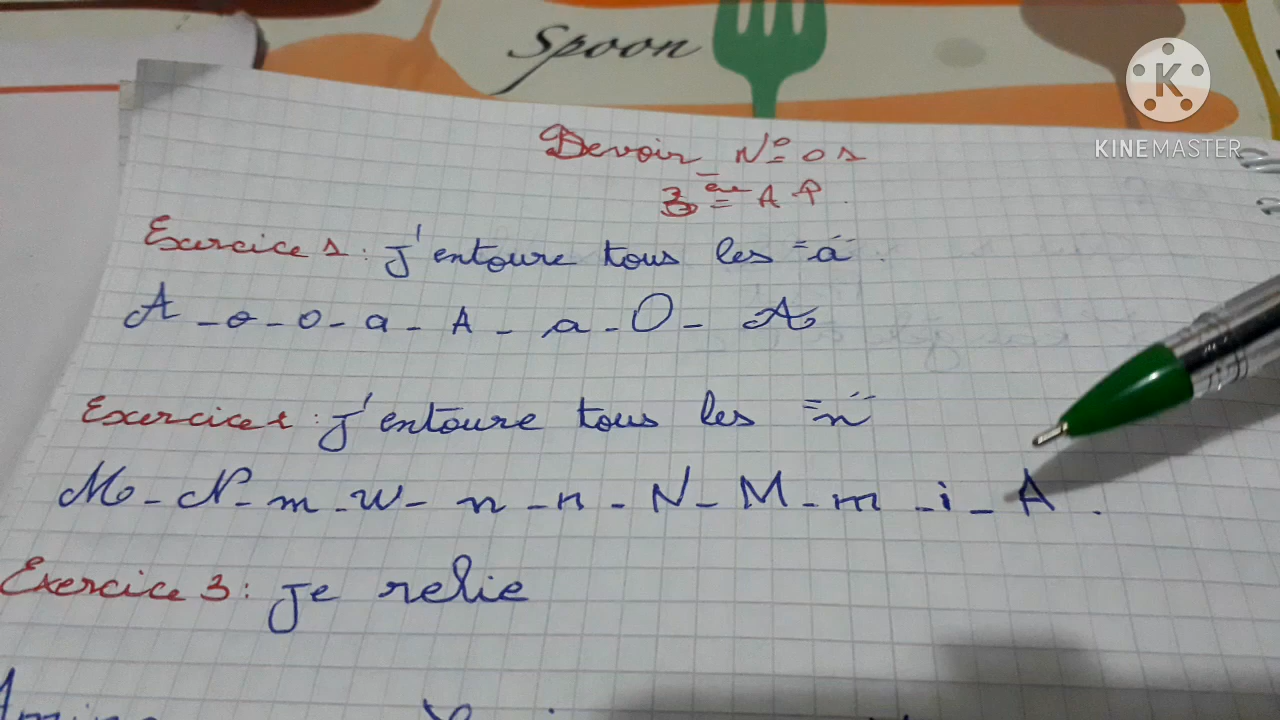 Spoon
KINEMASTER
Devoir N° 01
3ème AP.
Exercice 1: J'entoure tous les "a".
A - o - o - a - A - a - O - A
Exercice 2: J'entoure tous les "n"
M - N - m - w - n - n - N - M - m - i - A.
Exercice 3: je relie